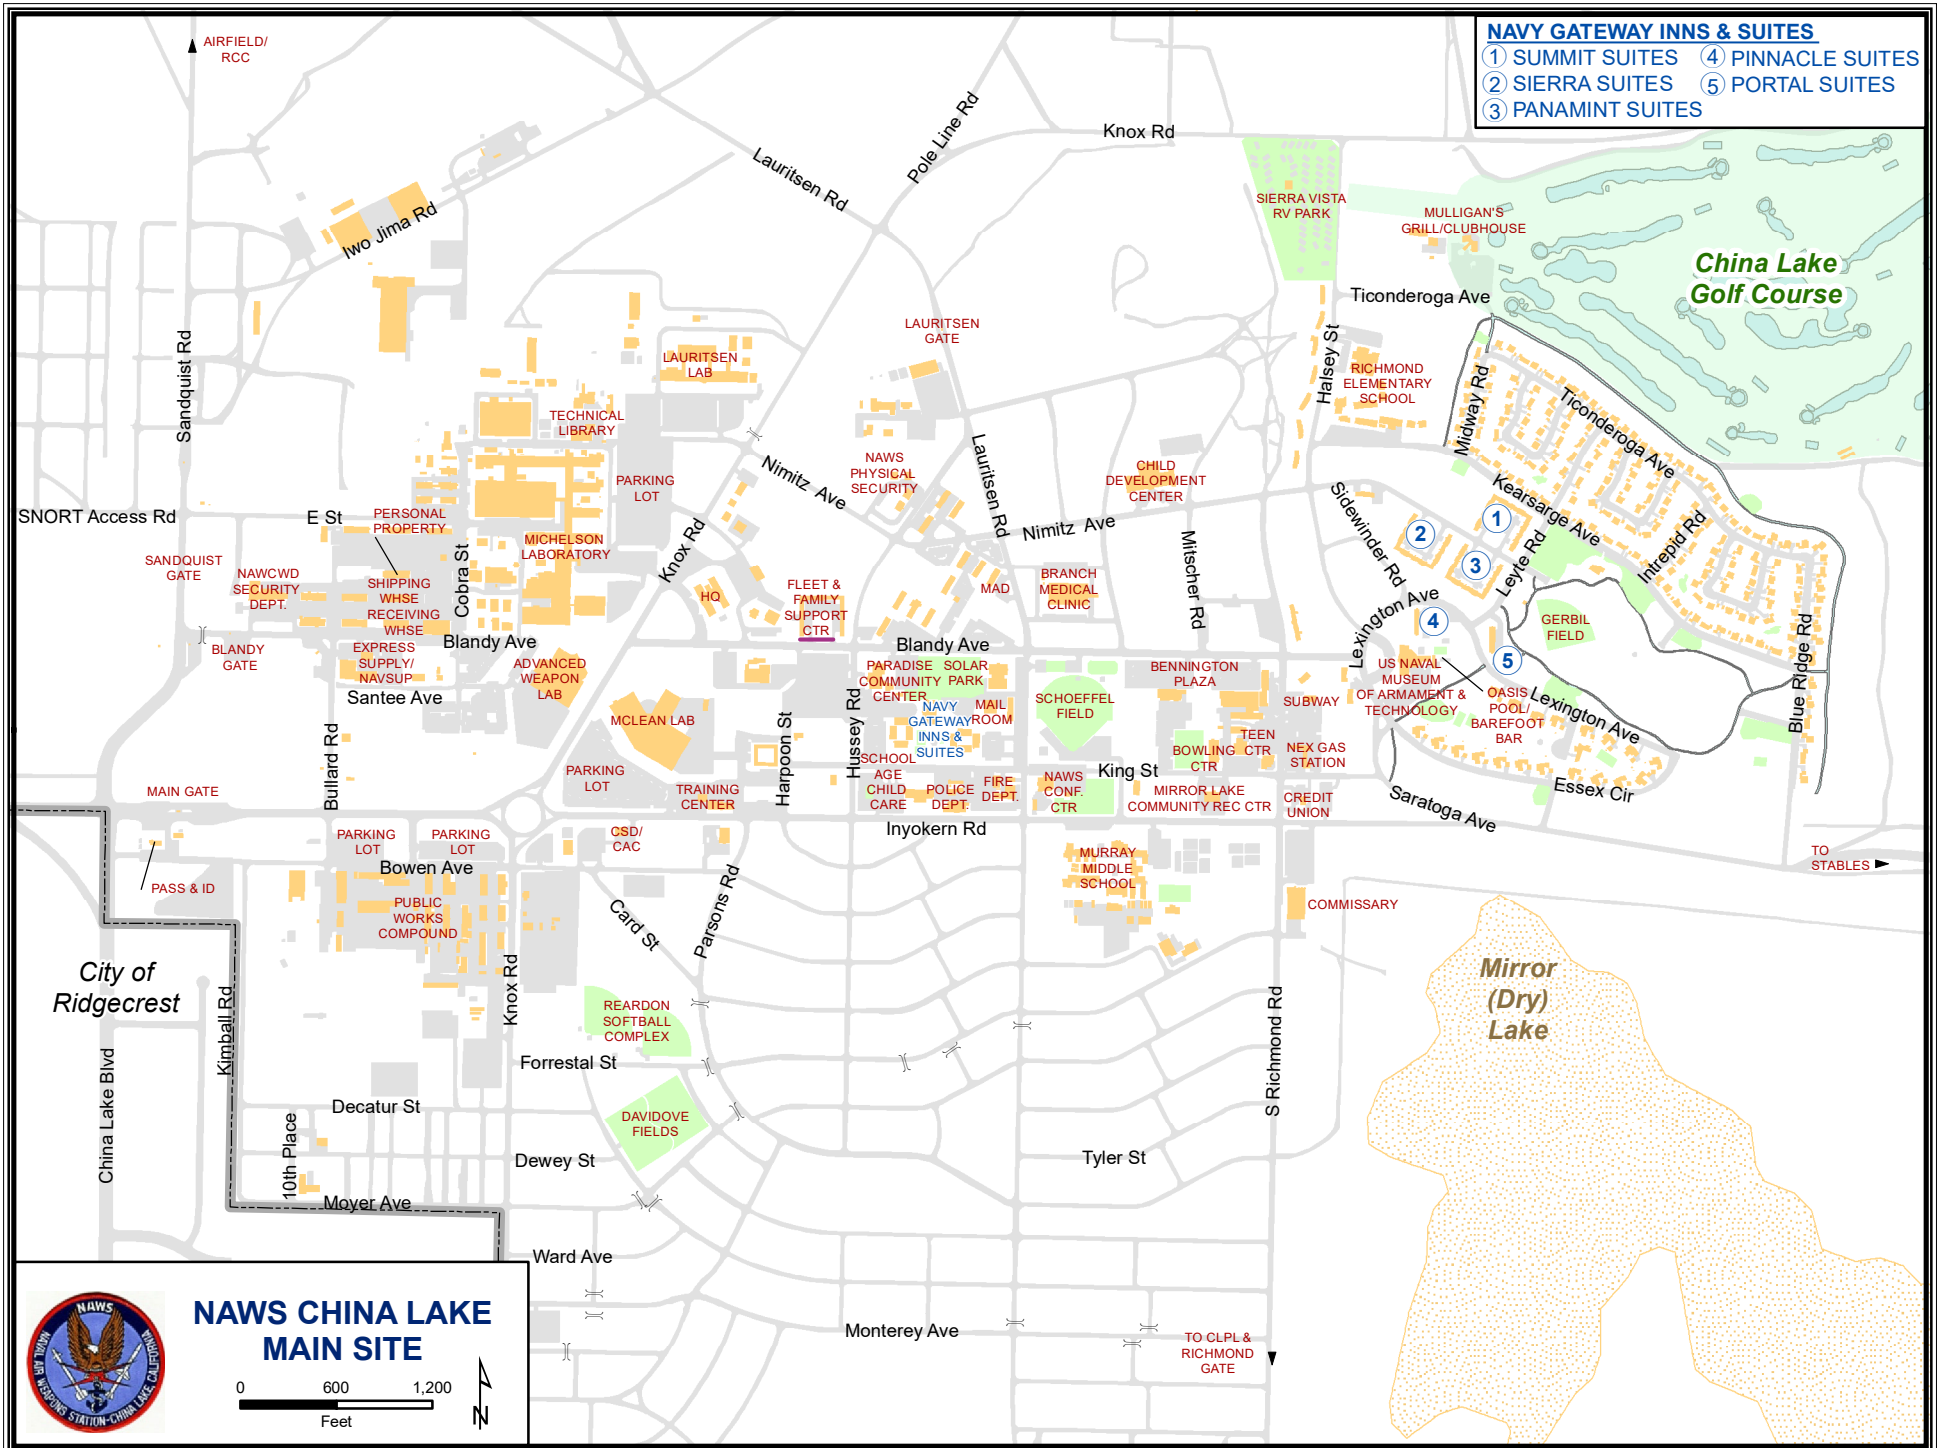 NAVY GATEWAY INNS & SUITES
1 SUMMIT SUITES
4 PINNACLE SUITES
2 SIERRA SUITES
5 PORTAL SUITES
3 PANAMINT SUITES
AIRFIELD/
RCC
Knox Rd
Pole Line Rd
Lauritsen Rd
SIERRA VISTA
RV PARK
MULLIGAN'S
GRILL/CLUBHOUSE
Iwo Jima Rd
China Lake
Golf Course
Ticonderoga Ave
LAURITSEN
GATE
Sandquist Rd
Halsey St
LAURITSEN
LAB
RICHMOND
ELEMENTARY
SCHOOL
Midway Rd
Ticonderoga Ave
TECHNICAL
LIBRARY
Lauritsen Rd
NAWS
PHYSICAL
SECURITY
Nimitz Ave
CHILD
DEVELOPMENT
CENTER
PARKING
LOT
Kearsarge Ave
Sidewinder Rd
SNORT Access Rd
E St
PERSONAL
PROPERTY
Nimitz Ave
1
2
3
Intrepid Rd
Leyte Rd
MICHELSON
LABORATORY
Knox Rd
Cobra St
Mitscher Rd
SANDQUIST
GATE
NAWCWD
SECURITY
DEPT.
SHIPPING
WHSE
RECEIVING
WHSE
HQ
FLEET &
FAMILY
SUPPORT
CTR
MAD
BRANCH
MEDICAL
CLINIC
Lexington Ave
4
GERBIL
FIELD
Blandy Ave
Blandy Ave
BLANDY
GATE
EXPRESS
SUPPLY/
NAVSUP
ADVANCED
WEAPON
LAB
PARADISE
COMMUNITY
CENTER
SOLAR
PARK
BENNINGTON
PLAZA
5
US NAVAL
MUSEUM
OF ARMAMENT &
TECHNOLOGY
OASIS
POOL/
BAREFOOT
BAR
Lexington Ave
Blue Ridge Rd
Santee Ave
MCLEAN LAB
Hussey Rd
Harpoon St
NAVY
GATEWAY
INNS &
SUITES
MAIL
ROOM
SCHOEFFEL
FIELD
SUBWAY
Bullard Rd
TEEN
CTR
BOWLING
CTR
NEX GAS
STATION
PARKING
LOT
SCHOOL
AGE
CHILD
CARE
King St
MAIN GATE
TRAINING
CENTER
POLICE
DEPT.
FIRE
DEPT.
NAWS
CONF.
CTR
MIRROR LAKE
COMMUNITY REC CTR
CREDIT
UNION
Essex Cir
Saratoga Ave
Inyokern Rd
PARKING
LOT
PARKING
LOT
CSD/
CAC
Bowen Ave
PASS & ID
MURRAY
MIDDLE
SCHOOL
TO
STABLES
PUBLIC
WORKS
COMPOUND
Card St
Parsons Rd
COMMISSARY
City of
Ridgecrest
Kimball Rd
Knox Rd
REARDON
SOFTBALL
COMPLEX
Mirror
(Dry)
Lake
China Lake Blvd
S Richmond Rd
Forrestal St
Decatur St
10th Place
DAVIDOVE
FIELDS
Dewey St
Tyler St
Moyer Ave
Ward Ave
Monterey Ave
TO CLPL &
RICHMOND
GATE
NAWS
NAVAL AIR WEAPONS STATION-CHINA LAKE, CALIFORNIA
NAWS CHINA LAKE
MAIN SITE
0 600 1,200
Feet
N